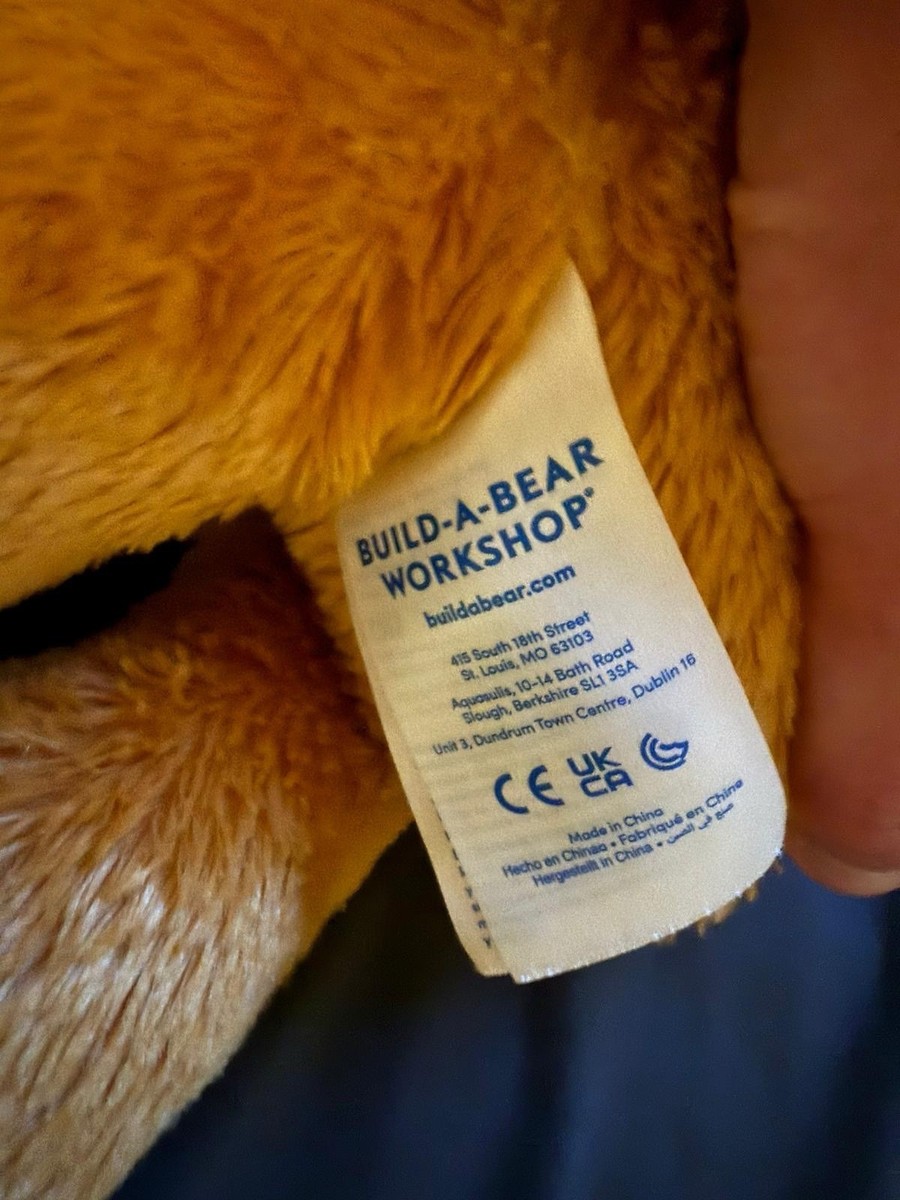 BUILD-A-BEAR
WORKSHOP®
buildabear.com
415 South 18th Street
St. Louis, MO 63103
Aquasulis, 10-14 Bath Road
Slough, Berkshire SL1 3SA
Unit 3, Dundrum Town Centre, Dublin 16
CE UK
CA
Made in China
Hecho en Chinaa • Fabriqué en Chine
Hergestellt in China • صنع في الصين